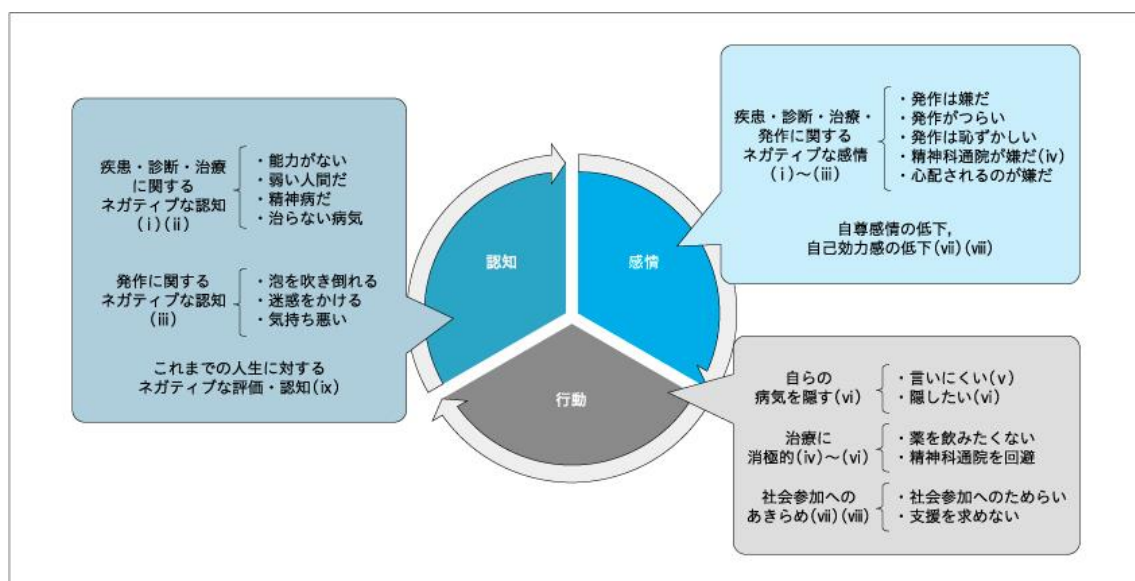 疾患・診断・治療
に関する
ネガティブな認知
(ⅰ)(ⅱ)
・能力がない
・弱い人間だ
・精神病だ
・治らない病気
発作に関する
ネガティブな認知
(ⅲ)
・泡を吹き倒れる
・迷惑をかける
・気持ち悪い
これまでの人生に対する
ネガティブな評価・認知(ⅸ)
認知
感情
行動
疾患・診断・治療・
発作に関する
ネガティブな感情
(ⅰ)～(ⅲ)
・発作は嫌だ
・発作がつらい
・発作は恥ずかしい
・精神科通院が嫌だ(ⅳ)
・心配されるのが嫌だ
自尊感情の低下,
自己効力感の低下(ⅶ)(ⅷ)
自らの
病気を隠す(ⅵ)
・言いにくい(ⅴ)
・隠したい(ⅵ)
治療に
消極的(ⅳ)～(ⅵ)
・薬を飲みたくない
・精神科通院を回避
社会参加への
あきらめ(ⅶ)(ⅷ)
・社会参加へのためらい
・支援を求めない